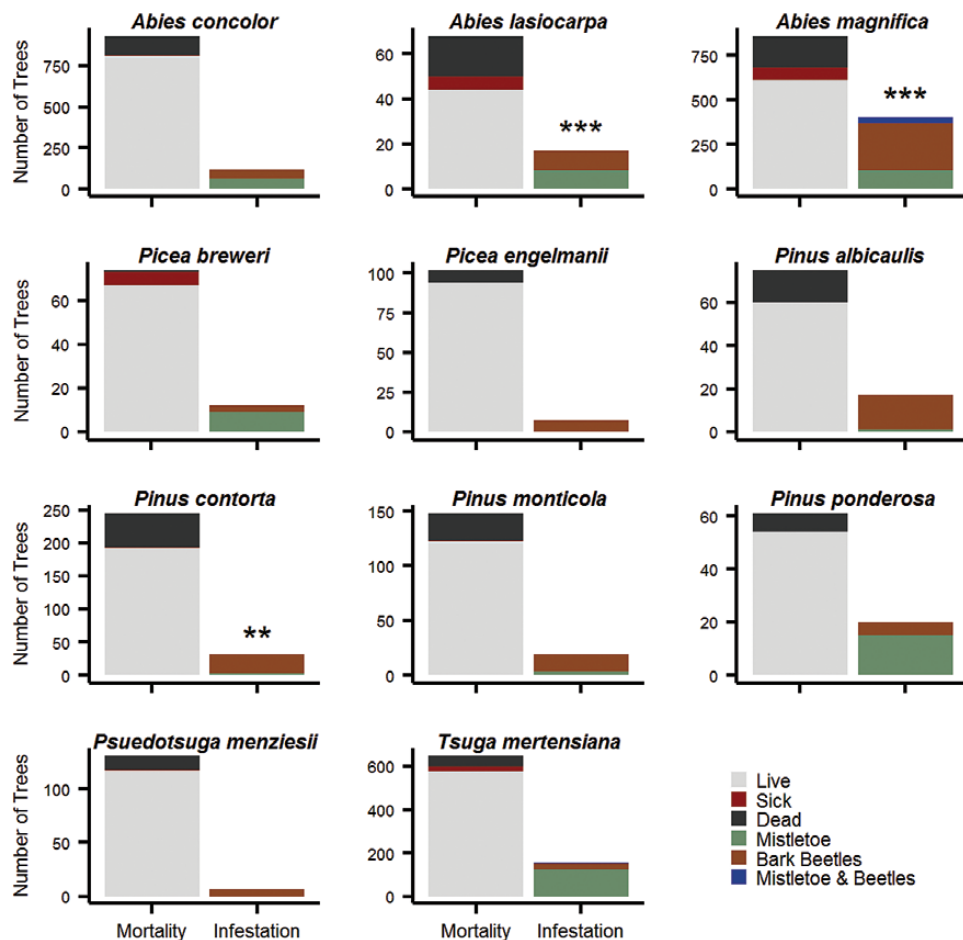 Abies concolor
Abies lasiocarpa
Abies magnifica
Number of Trees
750
500
250
0
60
40
20
0
***
750
500
250
0
***
Picea breweri
Picea engelmanii
Pinus albicaulis
Number of Trees
60
40
20
0
100
75
50
25
0
60
40
20
0
Pinus contorta
Pinus monticola
Pinus ponderosa
Number of Trees
250
200
150
100
50
0
**
150
100
50
0
60
40
20
0
Psuedotsuga menziesii
Tsuga mertensiana
Number of Trees
100
50
0
600
400
200
0
Mortality Infestation
Mortality Infestation
Live
Sick
Dead
Mistletoe
Bark Beetles
Mistletoe & Beetles